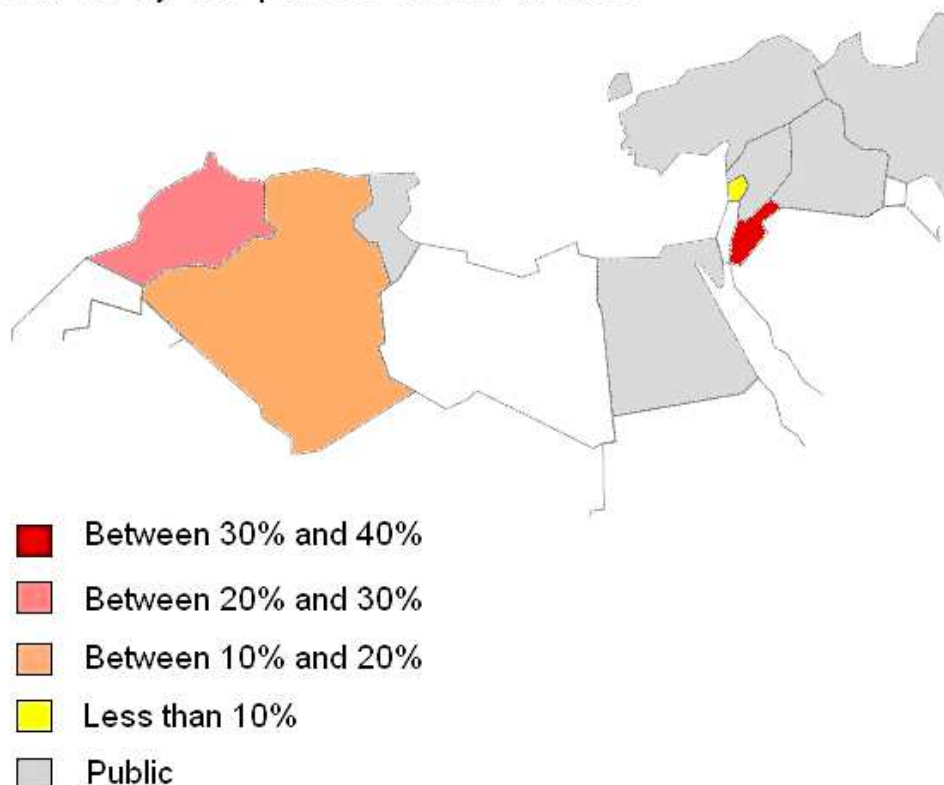 Between 30% and 40%
Between 20% and 30%
Between 10% and 20%
Less than 10%
Public